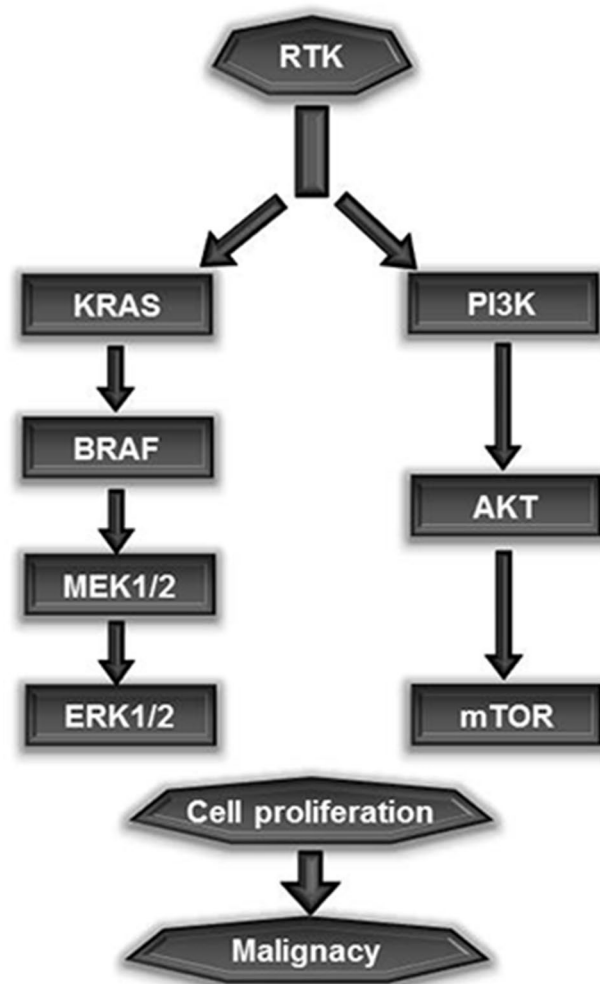 RTK
KRAS
PI3K
BRAF
AKT
MEK1/2
ERK1/2
mTOR
Cell proliferation
Malignacy